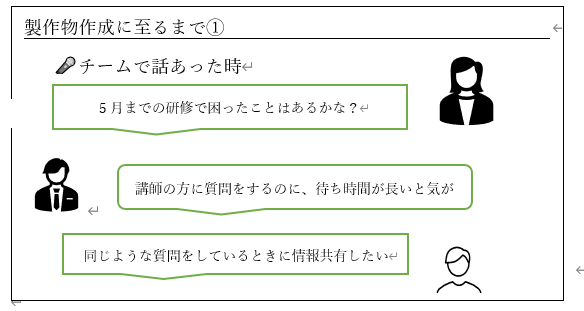 製作物作成に至るまで①
チームで話あった時
5月までの研修で困ったことはあるかな？
講師の方に質問をするのに、待ち時間が長いと気が
同じような質問をしているときに情報共有したい